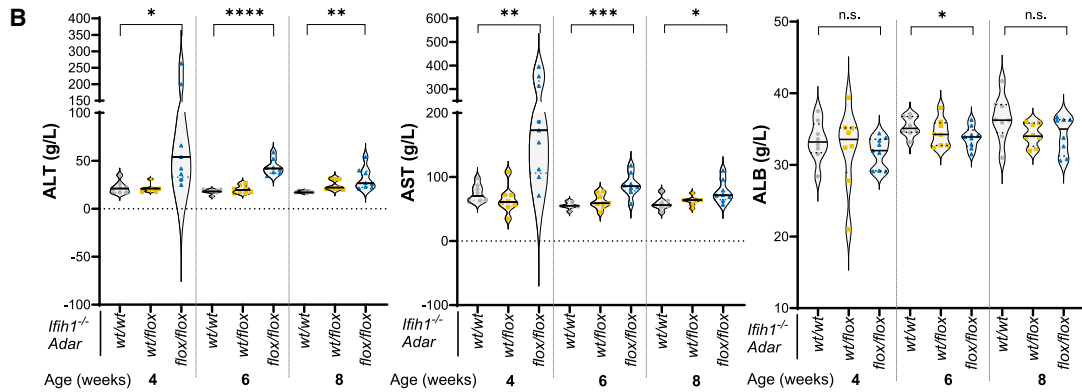 B
* **** **
400
350
300
250
200
150
100
50
0
-100
ALT (g/L)
Ifih1-/-
Adar
wt/wt wt/flox flox/flox wt/wt wt/flox flox/flox wt/wt wt/flox flox/flox
Age (weeks) 4 6 8
** *** *
600
500
400
300
200
100
0
-100
AST (g/L)
Ifih1-/-
Adar
wt/wt wt/flox flox/flox wt/wt wt/flox flox/flox wt/wt wt/flox flox/flox
Age (weeks) 4 6 8
n.s. * n.s.
50
40
30
20
10
ALB (g/L)
Ifih1-/-
Adar
wt/wt wt/flox flox/flox wt/wt wt/flox flox/flox wt/wt wt/flox flox/flox
Age (weeks) 4 6 8